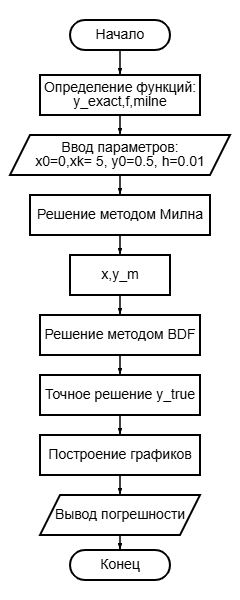 Начало
Определение функций:
y_exact,f,milne
Ввод параметров:
x0=0,xk= 5, y0=0.5, h=0.01
Решение методом Милна
x,y_m
Решение методом BDF
Точное решение y_true
Построение графиков
Вывод погрешности
Конец